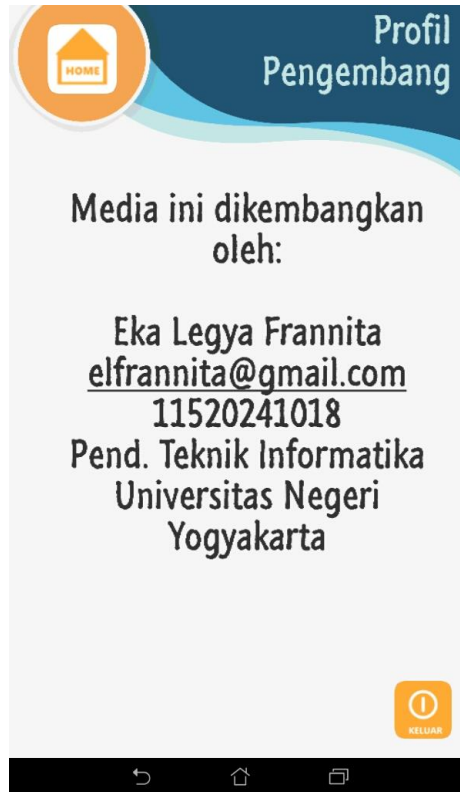 HOME
Profil
Pengembang
Media ini dikembangkan
oleh:
Eka Legya Frannita
elfrannita@gmail.com
11520241018
Pend. Teknik Informatika
Universitas Negeri
Yogyakarta
KELUAR